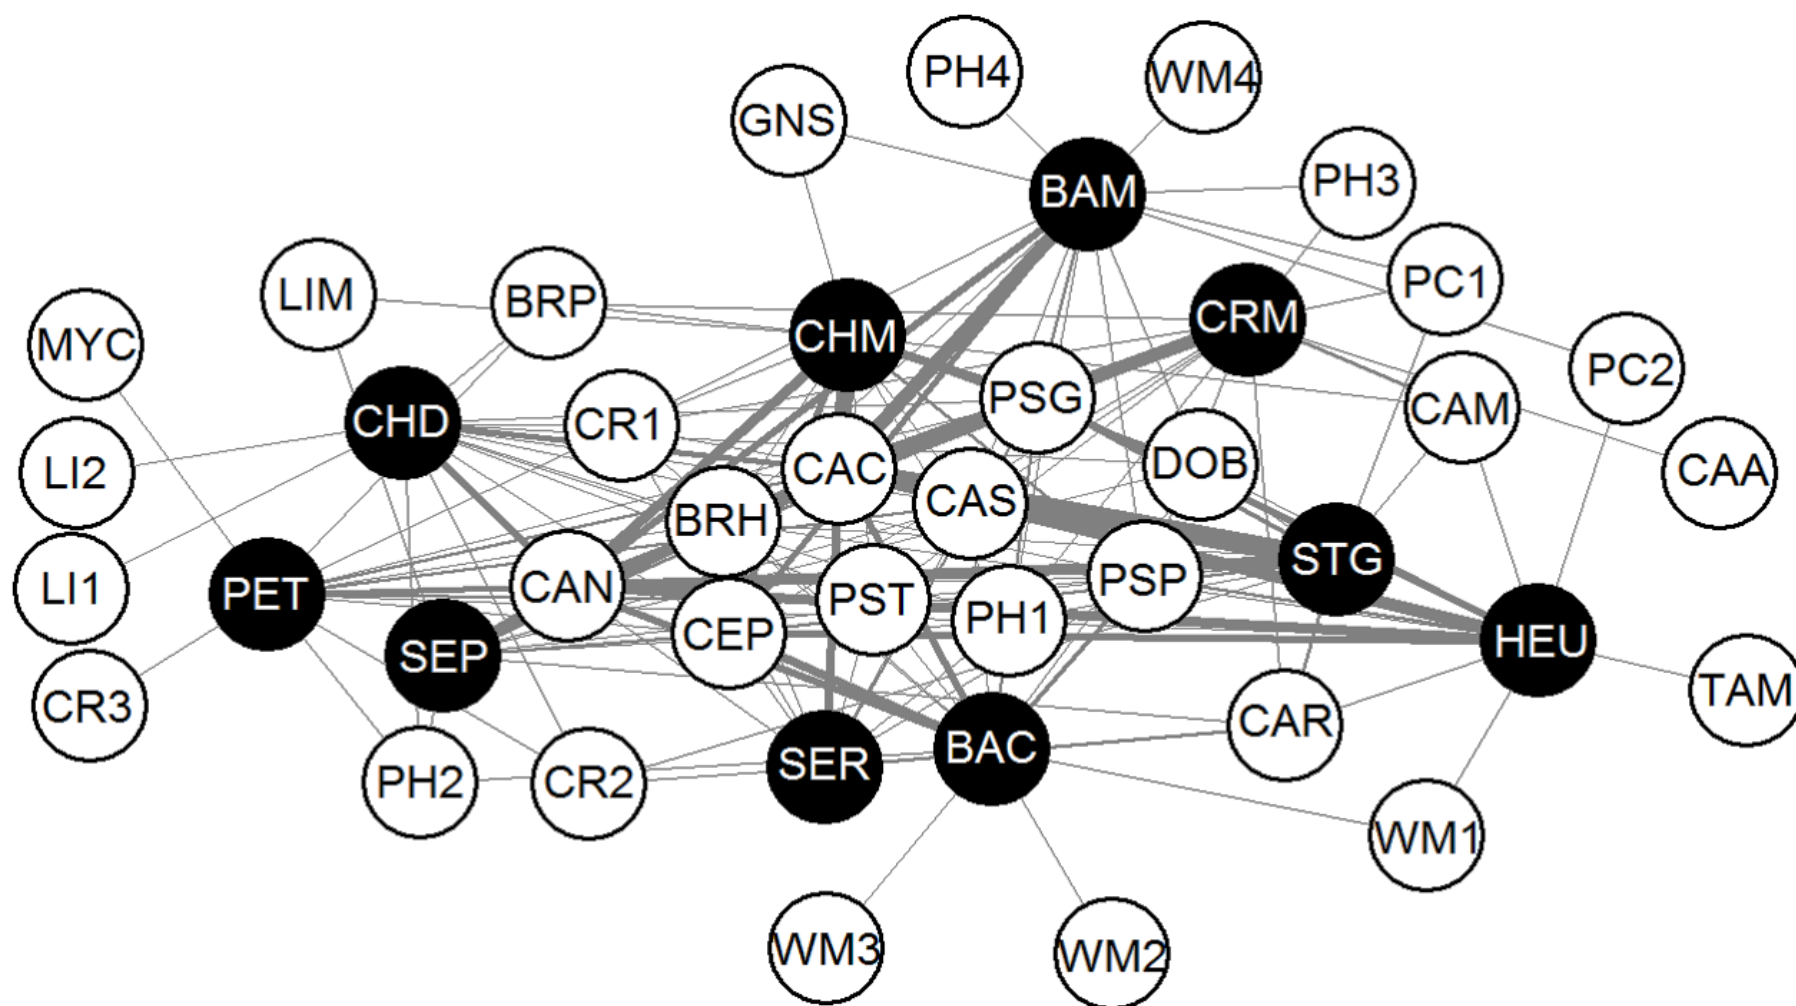 PH4
WM4
GNS
PH3
BAM
PC1
LIM
BRP
CRM
CHM
MYC
PC2
PSG
CAM
CHD
CR1
DOB
CAC
CAS
CAA
LI2
BRH
STG
PSP
CAN
LI1
PET
PST
PH1
CEP
HEU
SEP
TAM
CR3
CAR
BAC
SER
PH2
CR2
WM1
WM3
WM2